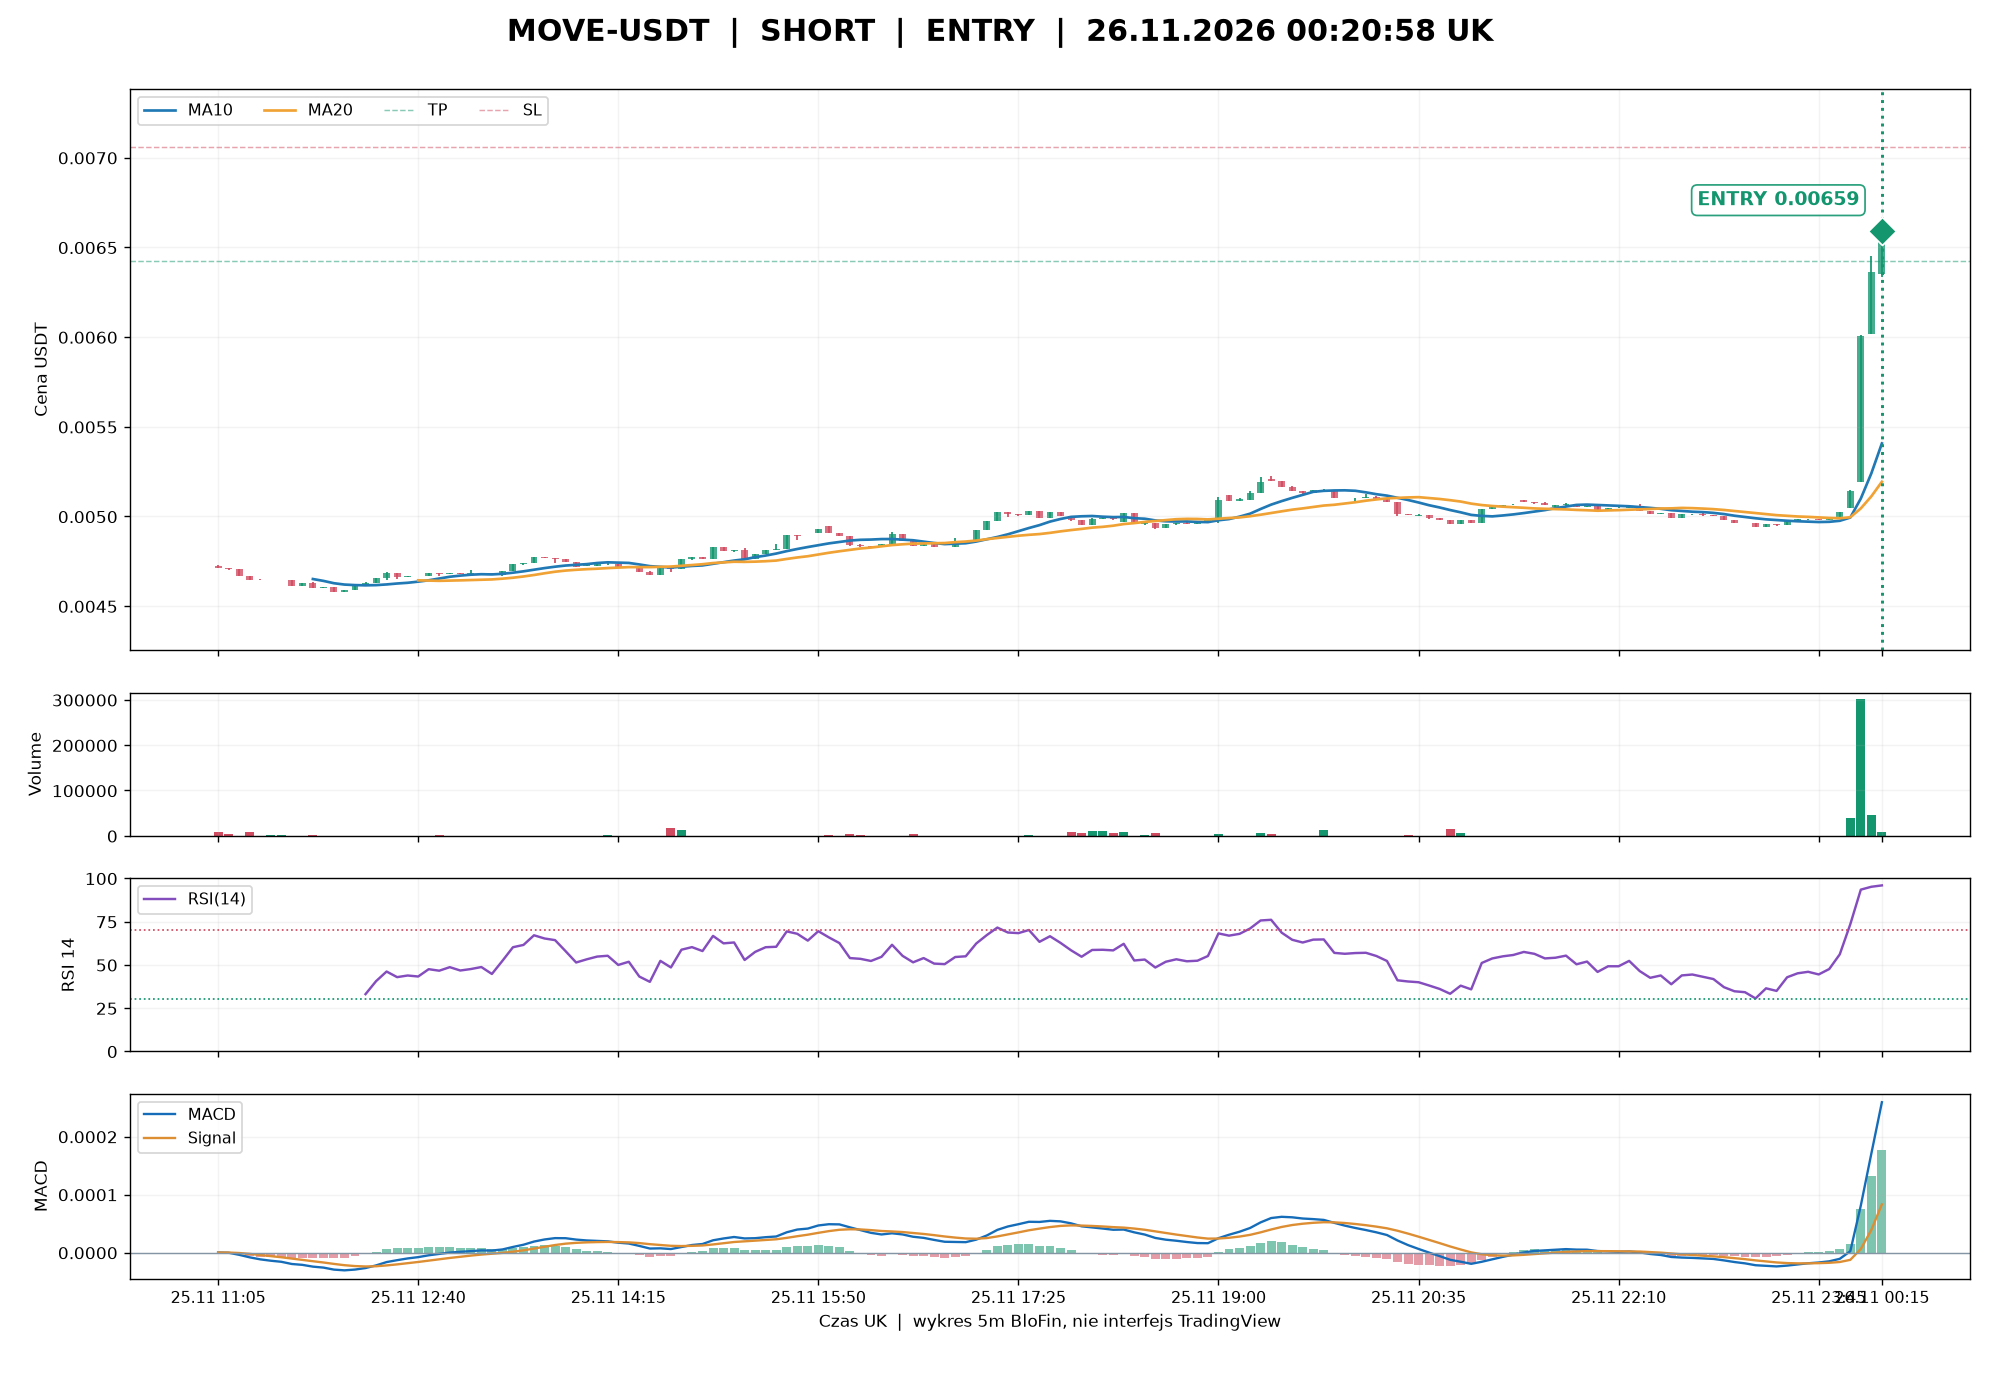 MOVE-USDT | SHORT | ENTRY | 26.11.2026 00:20:58 UK
MA10 MA20 TP SL
0.0070
ENTRY 0.00659
0.0065
0.0060
Cena USDT
0.0055
0.0050
0.0045
300000
200000
Volume
100000
0
100
RSI(14)
75
RSI 14
50
25
0
MACD
Signal
0.0002
MACD
0.0001
0.0000
25.11 11:05 25.11 12:40 25.11 14:15 25.11 15:50 25.11 17:25 25.11 19:00 25.11 20:35 25.11 22:10 25.11 23:45 26.11 00:15
Czas UK | wykres 5m BloFin, nie interfejs TradingView